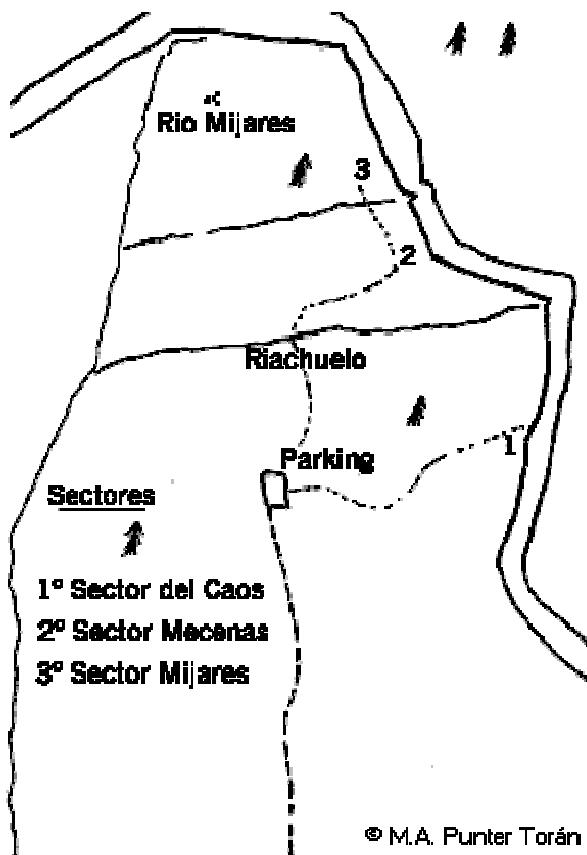 Rio Mijares
3
2
Riachuelo
Parking
1
Sectores
1º Sector del Caos
2º Sector Mecenas
3º Sector Mijares
© M.A. Punter Torán